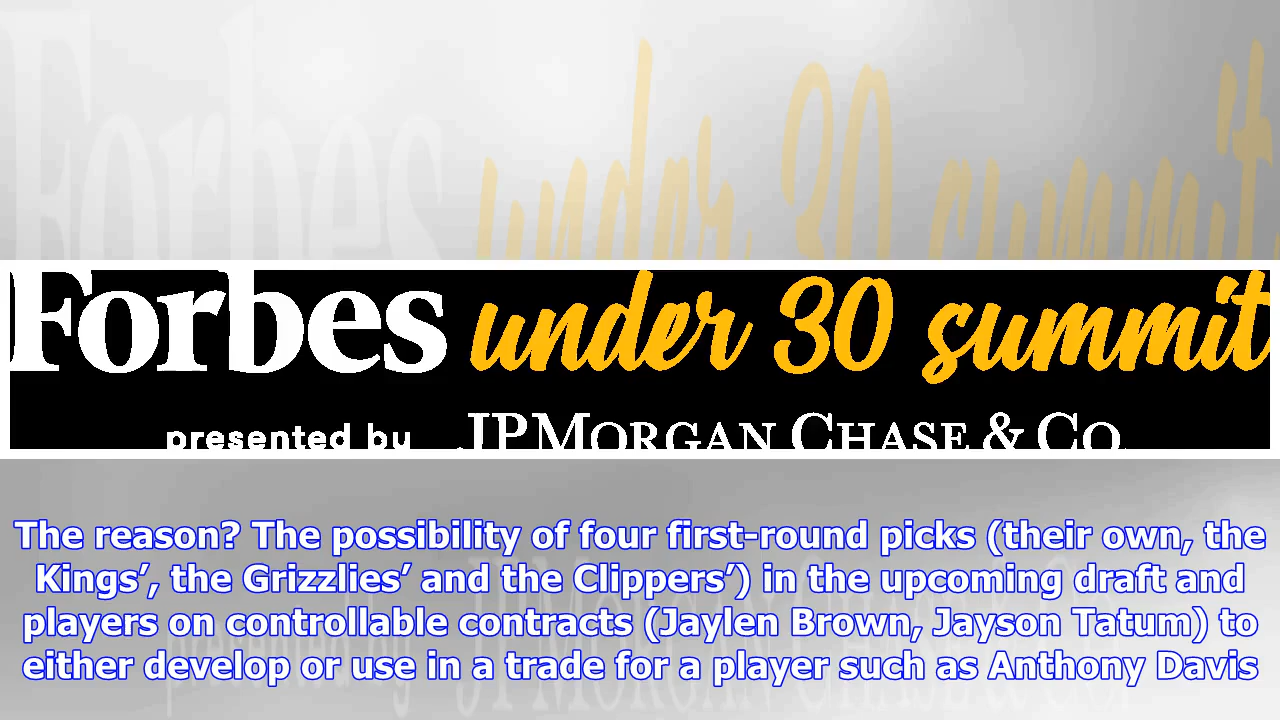 Forbes under 30 summit
presented by J.P.MORGAN CHASE & CO.
The reason? The possibility of four first-round picks (their own, the
Kings’, the Grizzlies’ and the Clippers’) in the upcoming draft and
players on controllable contracts (Jaylen Brown, Jayson Tatum) to
either develop or use in a trade for a player such as Anthony Davis